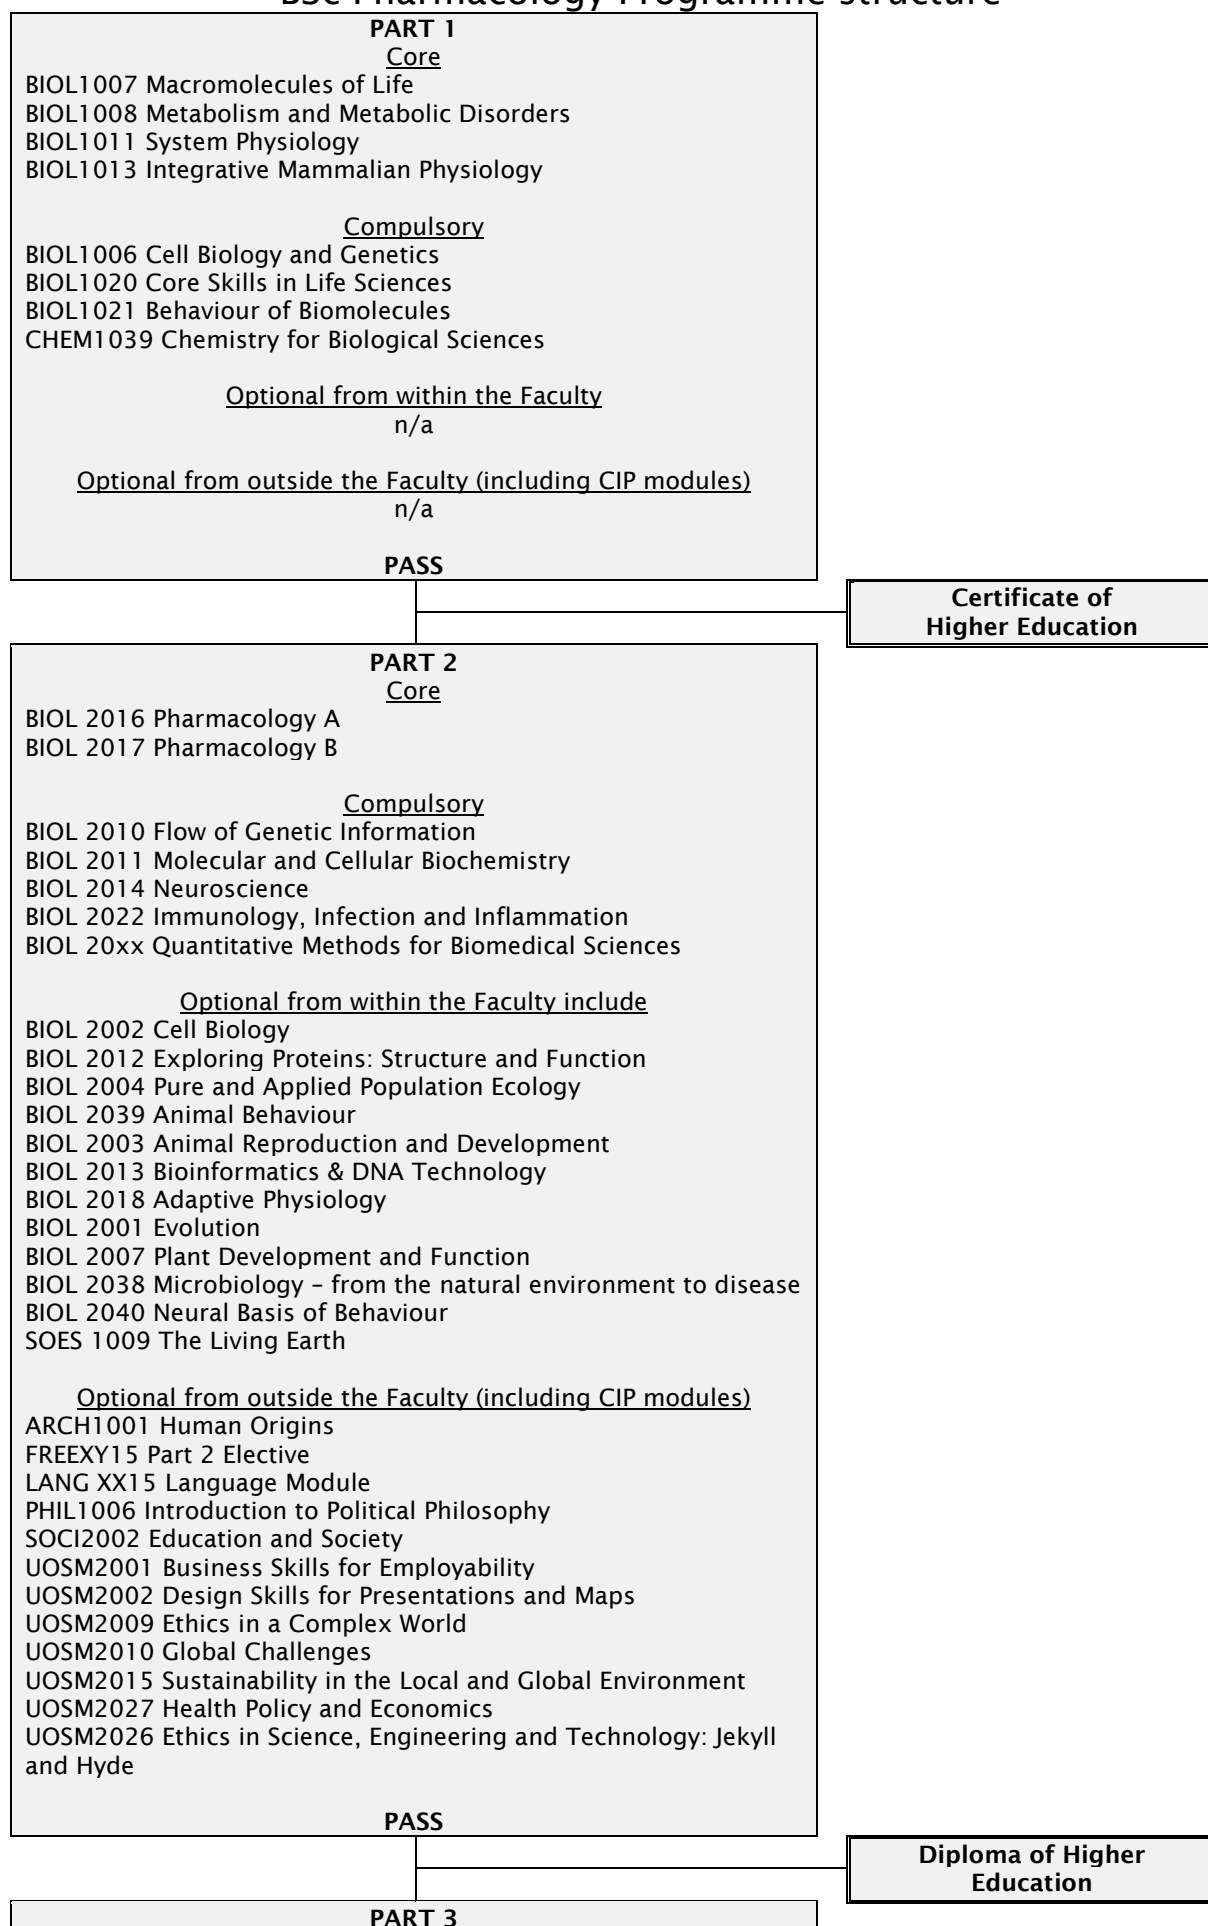 BSc Pharmacology Programme structure
PART 1
Core
BIOL1007 Macromolecules of Life
BIOL1008 Metabolism and Metabolic Disorders
BIOL1011 System Physiology
BIOL1013 Integrative Mammalian Physiology
Compulsory
BIOL1006 Cell Biology and Genetics
BIOL1020 Core Skills in Life Sciences
BIOL1021 Behaviour of Biomolecules
CHEM1039 Chemistry for Biological Sciences
Optional from within the Faculty
n/a
Optional from outside the Faculty (including CIP modules)
n/a
PASS
Certificate of
Higher Education
PART 2
Core
BIOL 2016 Pharmacology A
BIOL 2017 Pharmacology B
Compulsory
BIOL 2010 Flow of Genetic Information
BIOL 2011 Molecular and Cellular Biochemistry
BIOL 2014 Neuroscience
BIOL 2022 Immunology, Infection and Inflammation
BIOL 20xx Quantitative Methods for Biomedical Sciences
Optional from within the Faculty include
BIOL 2002 Cell Biology
BIOL 2012 Exploring Proteins: Structure and Function
BIOL 2004 Pure and Applied Population Ecology
BIOL 2039 Animal Behaviour
BIOL 2003 Animal Reproduction and Development
BIOL 2013 Bioinformatics & DNA Technology
BIOL 2018 Adaptive Physiology
BIOL 2001 Evolution
BIOL 2007 Plant Development and Function
BIOL 2038 Microbiology – from the natural environment to disease
BIOL 2040 Neural Basis of Behaviour
SOES 1009 The Living Earth
Optional from outside the Faculty (including CIP modules)
ARCH1001 Human Origins
FREEXY15 Part 2 Elective
LANG XX15 Language Module
PHIL1006 Introduction to Political Philosophy
SOCI2002 Education and Society
UOSM2001 Business Skills for Employability
UOSM2002 Design Skills for Presentations and Maps
UOSM2009 Ethics in a Complex World
UOSM2010 Global Challenges
UOSM2015 Sustainability in the Local and Global Environment
UOSM2027 Health Policy and Economics
UOSM2026 Ethics in Science, Engineering and Technology: Jekyll
and Hyde
PASS
Diploma of Higher
Education
PART 3